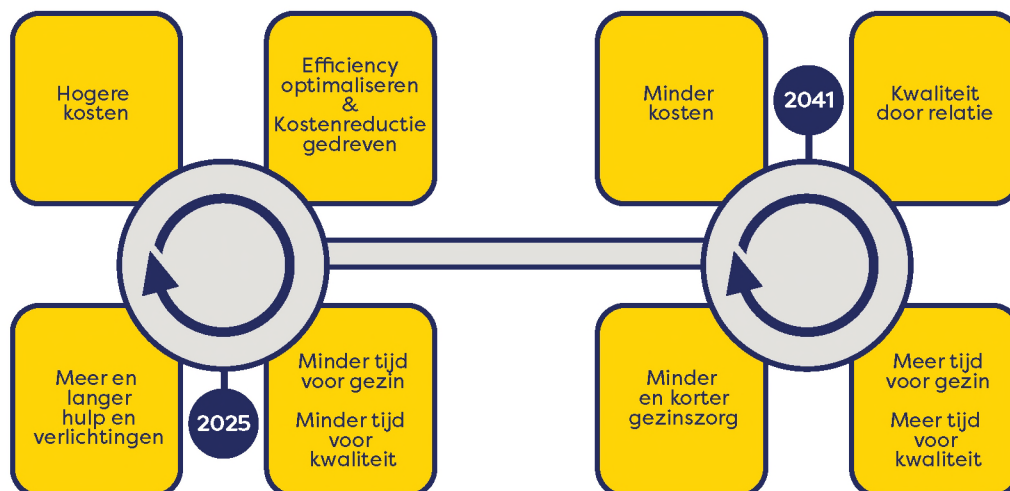 Hogere
kosten
Efficiency
optimaliseren
&
Kostenreductie
gedreven
Meer en
langer
hulp en
verlichtingen
2025
Minder tijd
voor gezin
Minder tijd
voor
kwaliteit
Minder
kosten
2041
Kwaliteit
door relatie
Minder
en korter
gezinszorg
Meer tijd
voor gezin
Meer tijd
voor
kwaliteit